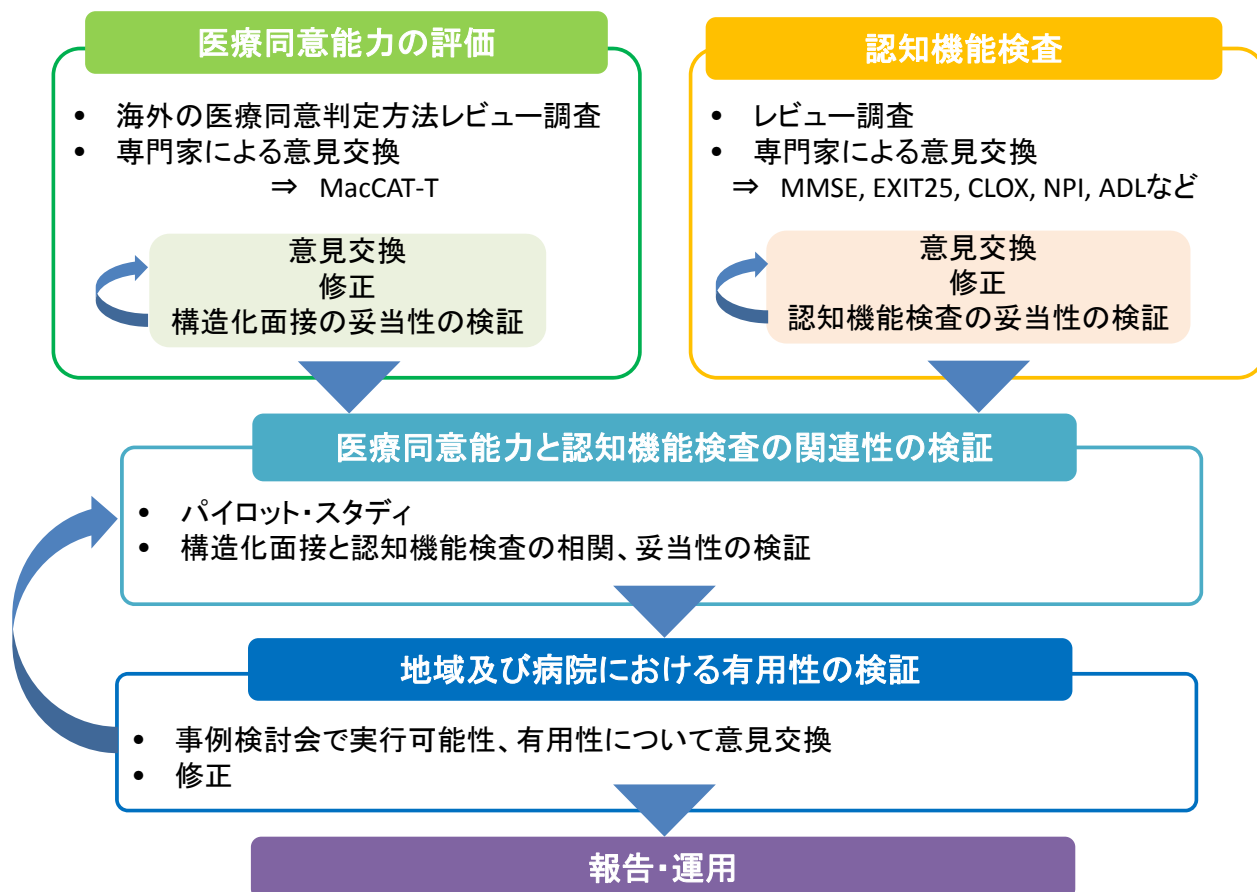 医療同意能力の評価
• 海外の医療同意判定方法レビュー調査
• 専門家による意見交換
⇒ MacCAT-T
意見交換
修正
構造化面接の妥当性の検証
認知機能検査
• レビュー調査
• 専門家による意見交換
⇒ MMSE, EXIT25, CLOX, NPI, ADLなど
意見交換
修正
認知機能検査の妥当性の検証
医療同意能力と認知機能検査の関連性の検証
• パイロット・スタディ
• 構造化面接と認知機能検査の相関、妥当性の検証
地域及び病院における有用性の検証
• 事例検討会で実行可能性、有用性について意見交換
• 修正
報告・運用